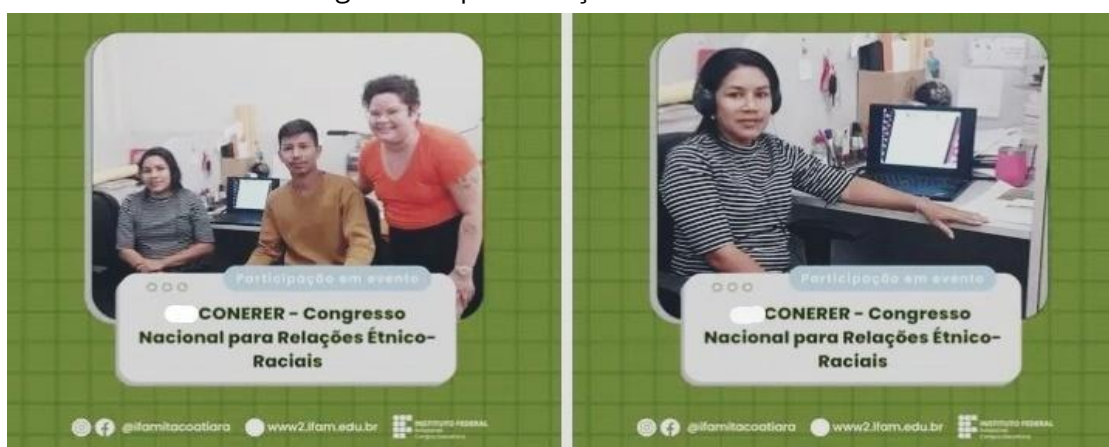 Participação em evento
CONERER - Congresso
Nacional para Relações Étnico-
Raciais
@ifamitacoatiara www2.ifam.edu.br INSTITUTO FEDERAL
Participação em evento
CONERER - Congresso
Nacional para Relações Étnico-
Raciais
@ifamitacoatiara www2.ifam.edu.br INSTITUTO FEDERAL